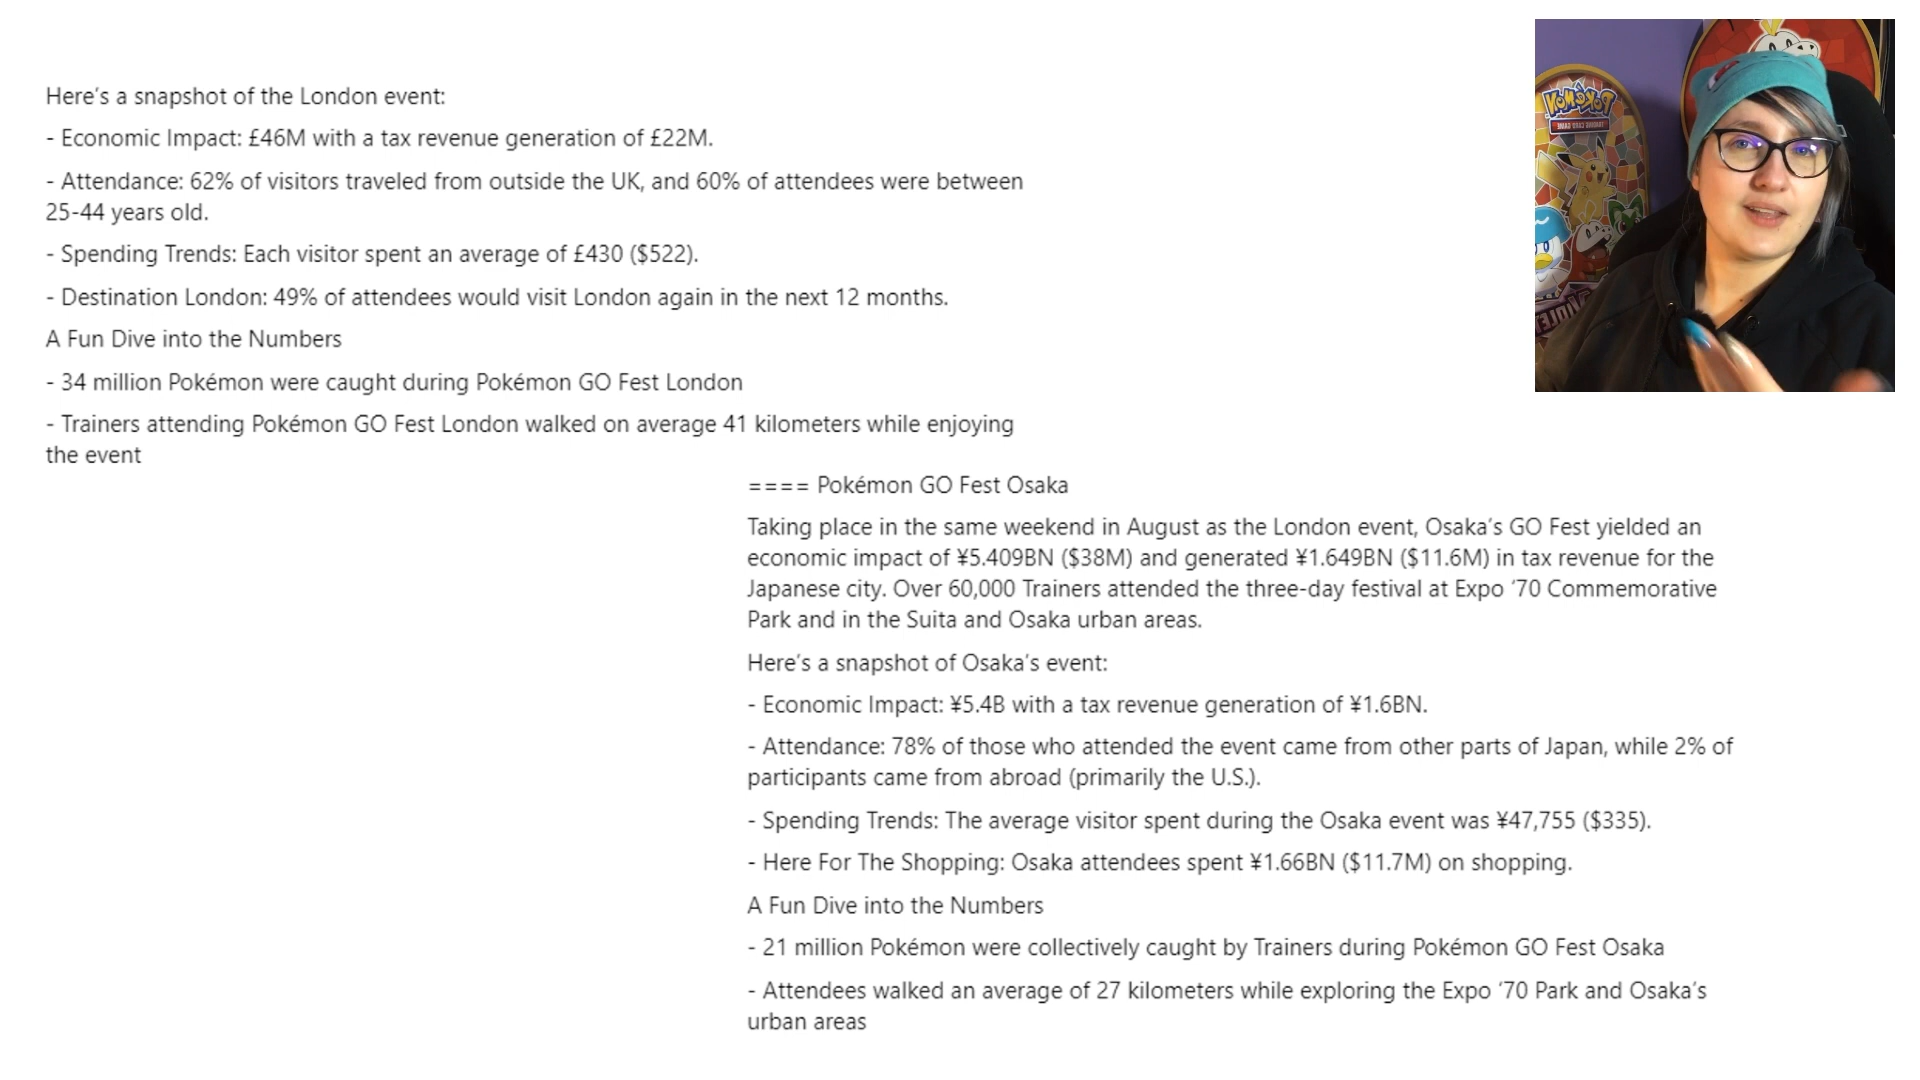 Here's a snapshot of the London event:
- Economic Impact: £46M with a tax revenue generation of £22M.
- Attendance: 62% of visitors traveled from outside the UK, and 60% of attendees were between
25-44 years old.
- Spending Trends: Each visitor spent an average of £430 ($522).
- Destination London: 49% of attendees would visit London again in the next 12 months.
A Fun Dive into the Numbers
- 34 million Pokémon were caught during Pokémon GO Fest London
- Trainers attending Pokémon GO Fest London walked on average 41 kilometers while enjoying
the event
==== Pokémon GO Fest Osaka
Taking place in the same weekend in August as the London event, Osaka's GO Fest yielded an
economic impact of ¥5.409BN ($38M) and generated ¥1.649BN ($11.6M) in tax revenue for the
Japanese city. Over 60,000 Trainers attended the three-day festival at Expo '70 Commemorative
Park and in the Suita and Osaka urban areas.
Here's a snapshot of Osaka's event:
- Economic Impact: ¥5.4B with a tax revenue generation of ¥1.6BN.
- Attendance: 78% of those who attended the event came from other parts of Japan, while 2% of
participants came from abroad (primarily the U.S.).
- Spending Trends: The average visitor spent during the Osaka event was ¥47,755 ($335).
- Here For The Shopping: Osaka attendees spent ¥1.66BN ($11.7M) on shopping.
A Fun Dive into the Numbers
- 21 million Pokémon were collectively caught by Trainers during Pokémon GO Fest Osaka
- Attendees walked an average of 27 kilometers while exploring the Expo '70 Park and Osaka's
urban areas
POKéMON
TRADING CARD GAME